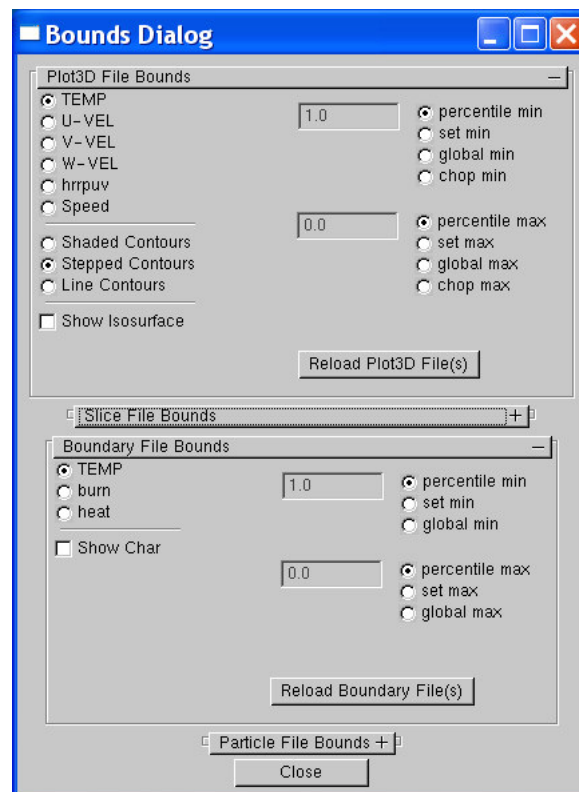 Bounds Dialog
Plot3D File Bounds –
TEMP
U-VEL
V-VEL
W-VEL
hrrpuv
Speed
1.0
percentile min
set min
global min
chop min
0.0
percentile max
set max
global max
chop max
Shaded Contours
Stepped Contours
Line Contours
Show Isosurface
Reload Plot3D File(s)
Slice File Bounds +
Boundary File Bounds –
TEMP
burn
heat
1.0
percentile min
set min
global min
Show Char
0.0
percentile max
set max
global max
Reload Boundary File(s)
Particle File Bounds +
Close